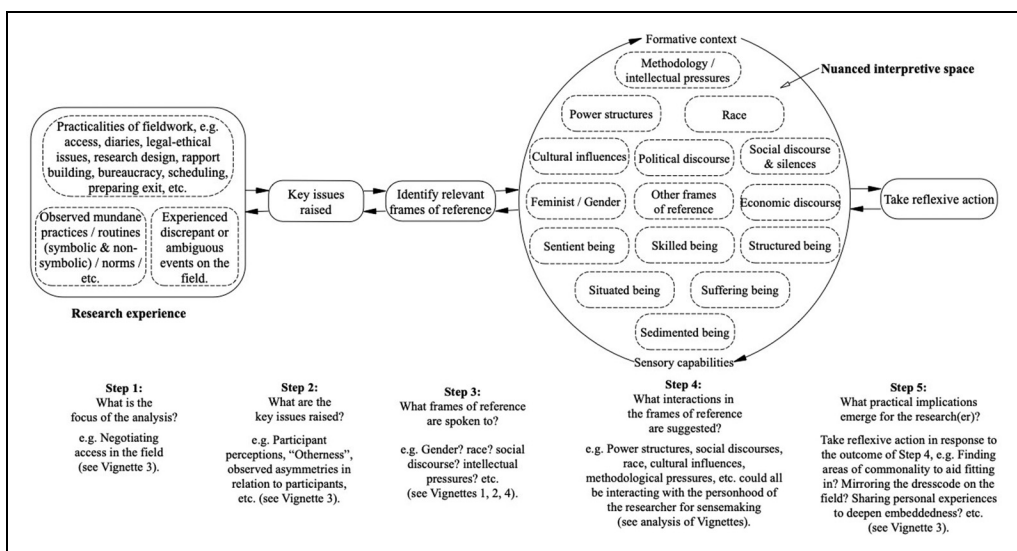 Formative context
Methodology /
intellectual pressures
Nuanced interpretive space
Power structures
Race
Cultural influences
Political discourse
Social discourse
& silences
Feminist / Gender
Other frames
of reference
Economic discourse
Sentient being
Skilled being
Structured being
Situated being
Suffering being
Sedimented being
Sensory capabilities
Practicalities of fieldwork, e.g.
access, diaries, legal-ethical
issues, research design, rapport
building, bureaucracy, scheduling,
preparing exit, etc.
Observed mundane
practices / routines
(symbolic & non-
symbolic) / norms /
etc.
Experienced
discrepant or
ambiguous
events on the
field.
Research experience
Key issues
raised
Identify relevant
frames of reference
Take reflexive action
Step 1:
What is the
focus of the analysis?
e.g. Negotiating
access in the field
(see Vignette 3).
Step 2:
What are the
key issues raised?
e.g. Participant
perceptions, “Otherness”,
observed asymmetries in
relation to participants,
etc. (see Vignette 3).
Step 3:
What frames of reference
are spoken to?
e.g. Gender? race? social
discourse? intellectual
pressures? etc.
(see Vignettes 1, 2, 4).
Step 4:
What interactions in
the frames of reference
are suggested?
e.g. Power structures, social discourses,
race, cultural influences,
methodological pressures, etc. could all
be interacting with the personhood of
the researcher for sensemaking
(see analysis of Vignettes).
Step 5:
What practical implications
emerge for the research(er)?
Take reflexive action in response to
the outcome of Step 4, e.g. Finding
areas of commonality to aid fitting
in? Mirroring the dresscode on the
field? Sharing personal experiences
to deepen embeddedness? etc.
(see Vignette 3).